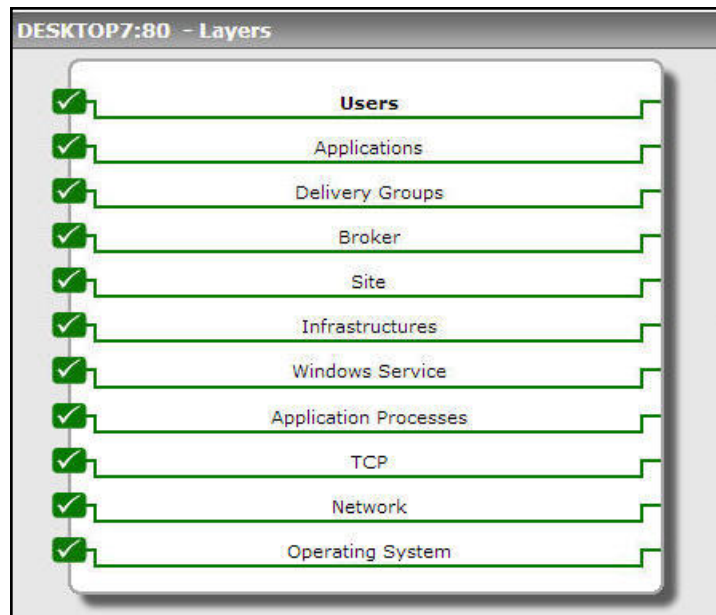 DESKTOP7:80 - Layers
Users
Applications
Delivery Groups
Broker
Site
Infrastructures
Windows Service
Application Processes
TCP
Network
Operating System